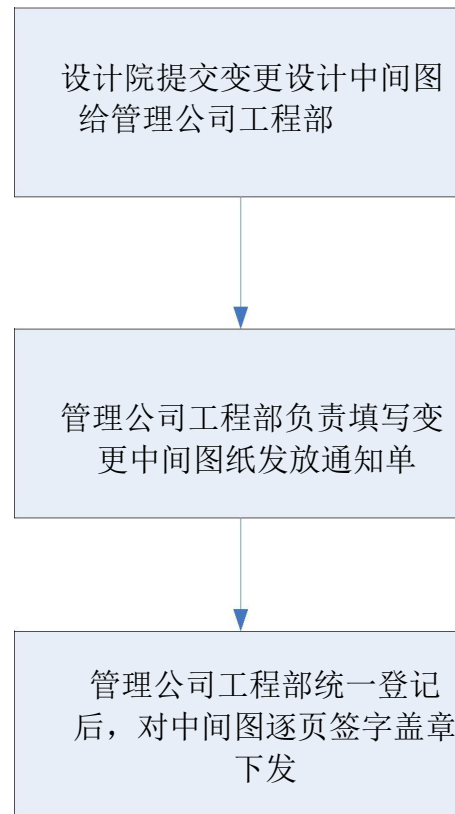 设计院提交变更设计中间图
给管理公司工程部
管理公司工程部负责填写变
更中间图纸发放通知单
管理公司工程部统一登记
后，对中间图逐页签字盖章
下发